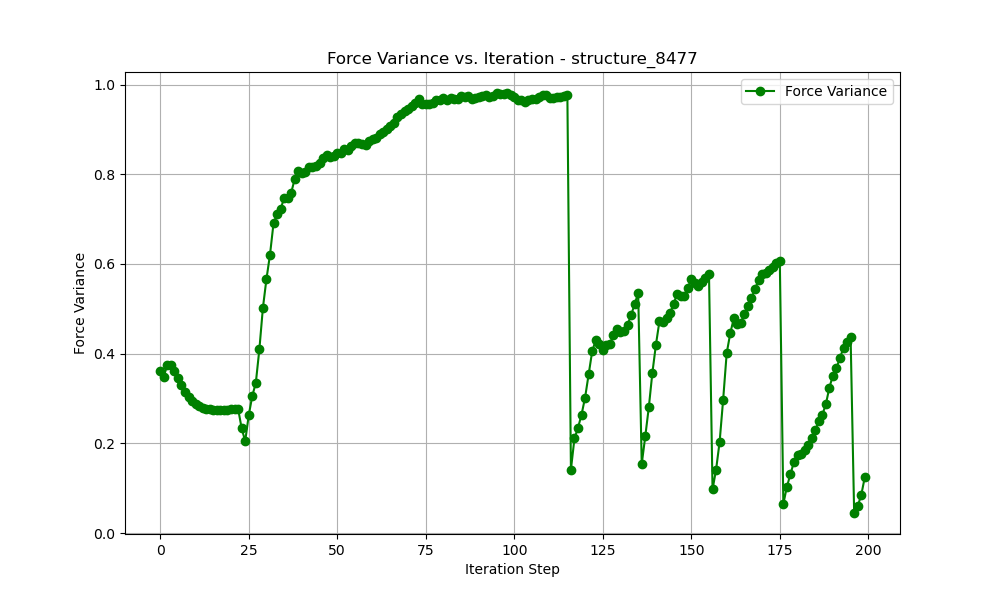 Force Variance vs. Iteration - structure_8477
Force Variance
1.0
0.8
0.6
0.4
0.2
0.0
Force Variance
0 25 50 75 100 125 150 175 200
Iteration Step